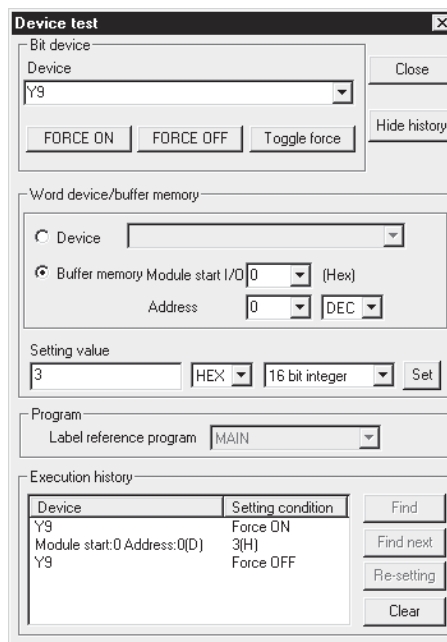 Device test
Bit device
Device
Close
Y9
FORCE ON FORCE OFF Toggle force
Hide history
Word device/buffer memory
Device
Buffer memory Module start I/O 0 (Hex)
Address 0 DEC
Setting value
3 HEX 16 bit integer Set
Program
Label reference program MAIN
Execution history
Device Setting condition
Y9 Force ON
Module start:0 Address:0(D) 3(H)
Y9 Force OFF
Find
Find next
Re-setting
Clear